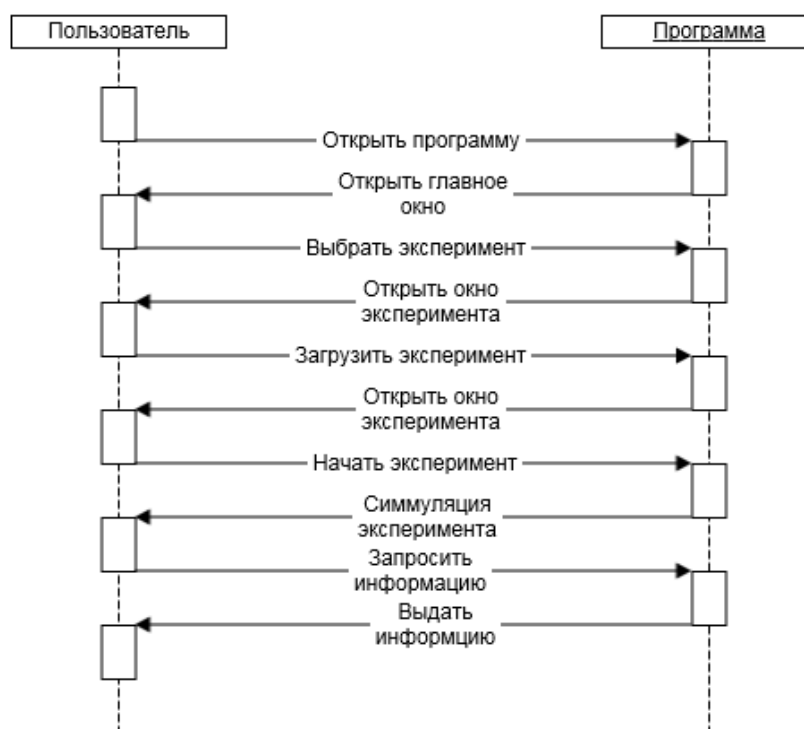 Пользователь
Программа
Открыть программу
Открыть главное
окно
Выбрать эксперимент
Открыть окно
эксперимента
Загрузить эксперимент
Открыть окно
эксперимента
Начать эксперимент
Симмуляция
эксперимента
Запросить
информацию
Выдать
информцию